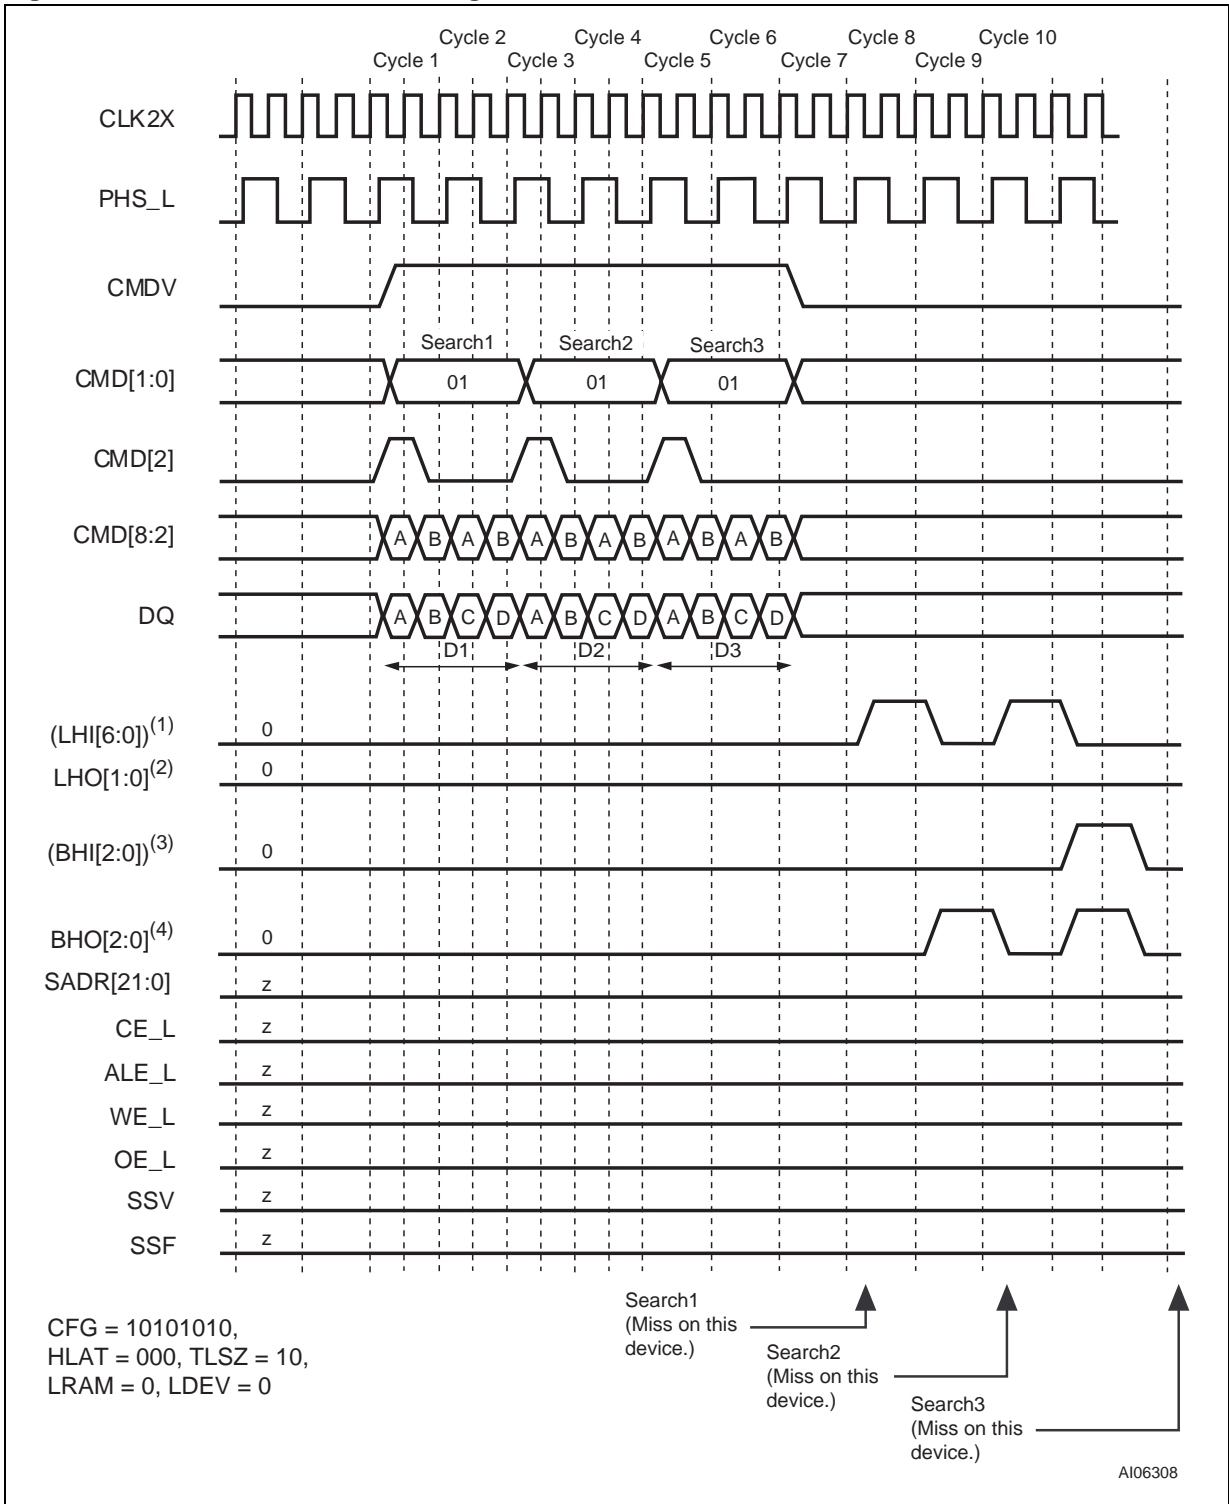 Cycle 2 Cycle 4 Cycle 6 Cycle 8 Cycle 10
Cycle 1 Cycle 3 Cycle 5 Cycle 7 Cycle 9
CLK2X
PHS_L
CMDV
Search1 Search2 Search3
CMD[1:0] 01 01 01
CMD[2]
CMD[8:2] A B A B A B A B A B A B
DQ A B C D A B C D A B C D
D1 D2 D3
(LHI[6:0])(1) 0
LHO[1:0](2) 0
(BHI[2:0])(3) 0
BHO[2:0](4) 0
SADR[21:0] z
CE_L z
ALE_L z
WE_L z
OE_L z
SSV z
SSF z
Search1
(Miss on this
device.)
Search2
(Miss on this
device.)
Search3
(Miss on this
device.)
CFG = 10101010,
HLAT = 000, TLSZ = 10,
LRAM = 0, LDEV = 0
AI06308